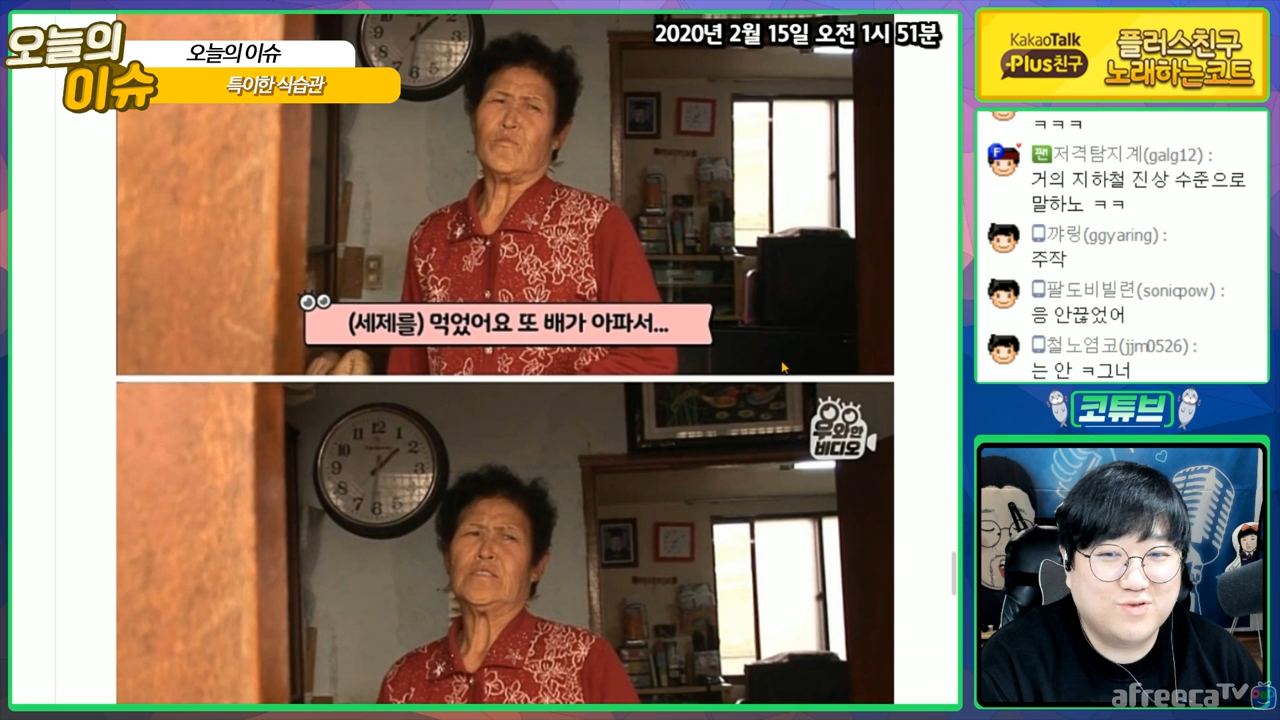 오늘의
이슈
오늘의 이슈
특이한 식습관
2020년 2월 15일 오전 1시 51분
(세제를) 먹었어요 또 배가 아파서...
우와한
비디오
KakaoTalk
Plus친구
플러스친구
노래하는코트
ㅋㅋㅋ
팬 저격탐지계(galg12) :
거의 지하철 진상 수준으로
말하노 ㅋㅋ
꺄링(ggyaring) :
주작
팔도비빌련(soniqpow) :
응 안끊었어
철노염코(jjm0526) :
는 안 ㅋ그너
코튜브
afreecaTV